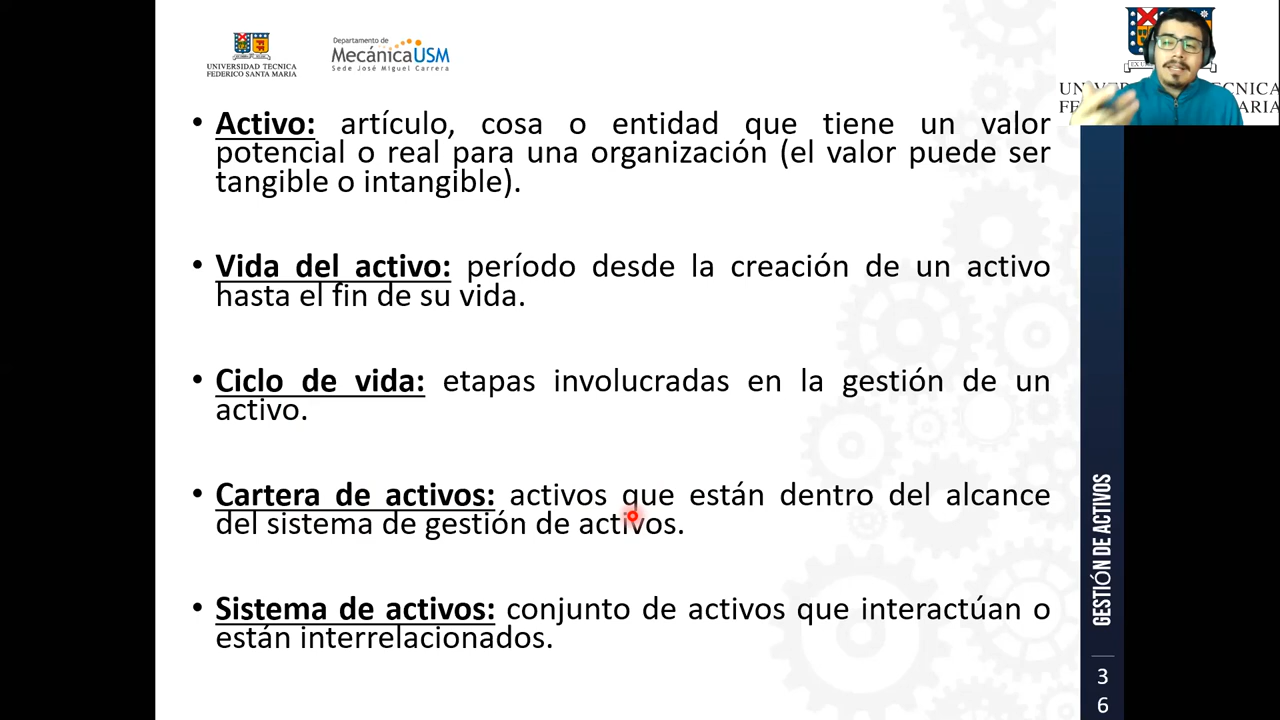 UNIVERSIDAD TECNICA
FEDERICO SANTA MARIA
Departamento de
MecánicaUSM
Sede José Miguel Carrera
• Activo: artículo, cosa o entidad que tiene un valor
potencial o real para una organización (el valor puede ser
tangible o intangible).
• Vida del activo: período desde la creación de un activo
hasta el fin de su vida.
• Ciclo de vida: etapas involucradas en la gestión de un
activo.
• Cartera de activos: activos que están dentro del alcance
del sistema de gestión de activos.
• Sistema de activos: conjunto de activos que interactúan o
están interrelacionados.
GESTIÓN DE ACTIVOS
3
6